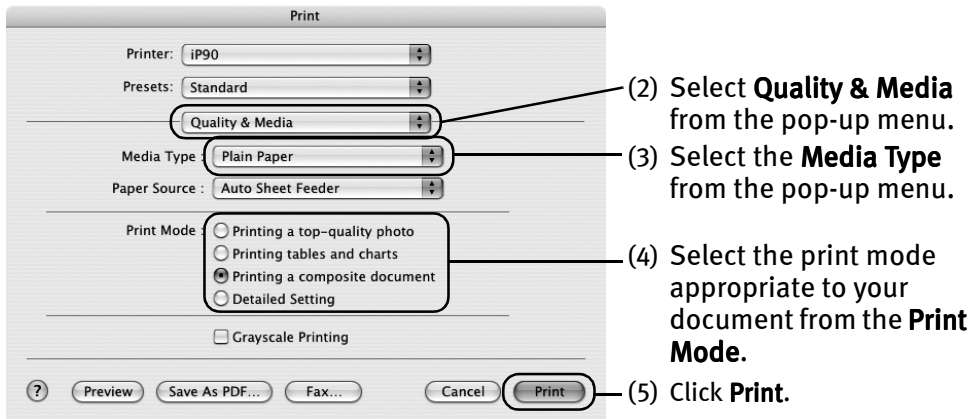 Print
Printer: iP90
Presets: Standard
Quality & Media
Media Type : Plain Paper
Paper Source : Auto Sheet Feeder
Print Mode : Printing a top-quality photo
Printing tables and charts
Printing a composite document
Detailed Setting
Grayscale Printing
? Preview Save As PDF... Fax... Cancel Print
(2) Select Quality & Media
from the pop-up menu.
(3) Select the Media Type
from the pop-up menu.
(4) Select the print mode
appropriate to your
document from the Print
Mode.
(5) Click Print.